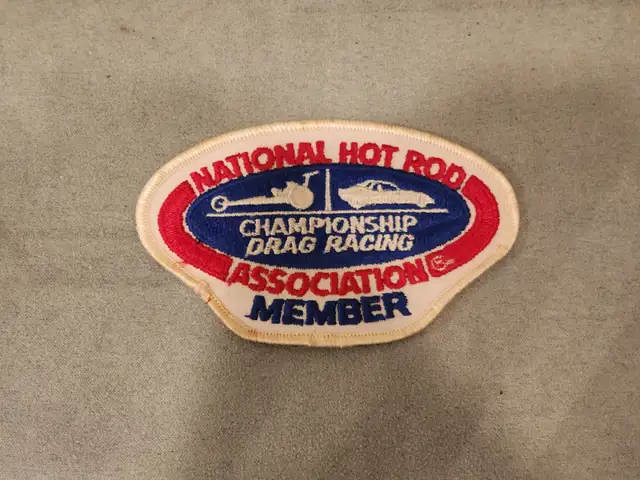 NATIONAL HOT ROD
CHAMPIONSHIP
DRAG RACING
ASSOCIATION
MEMBER